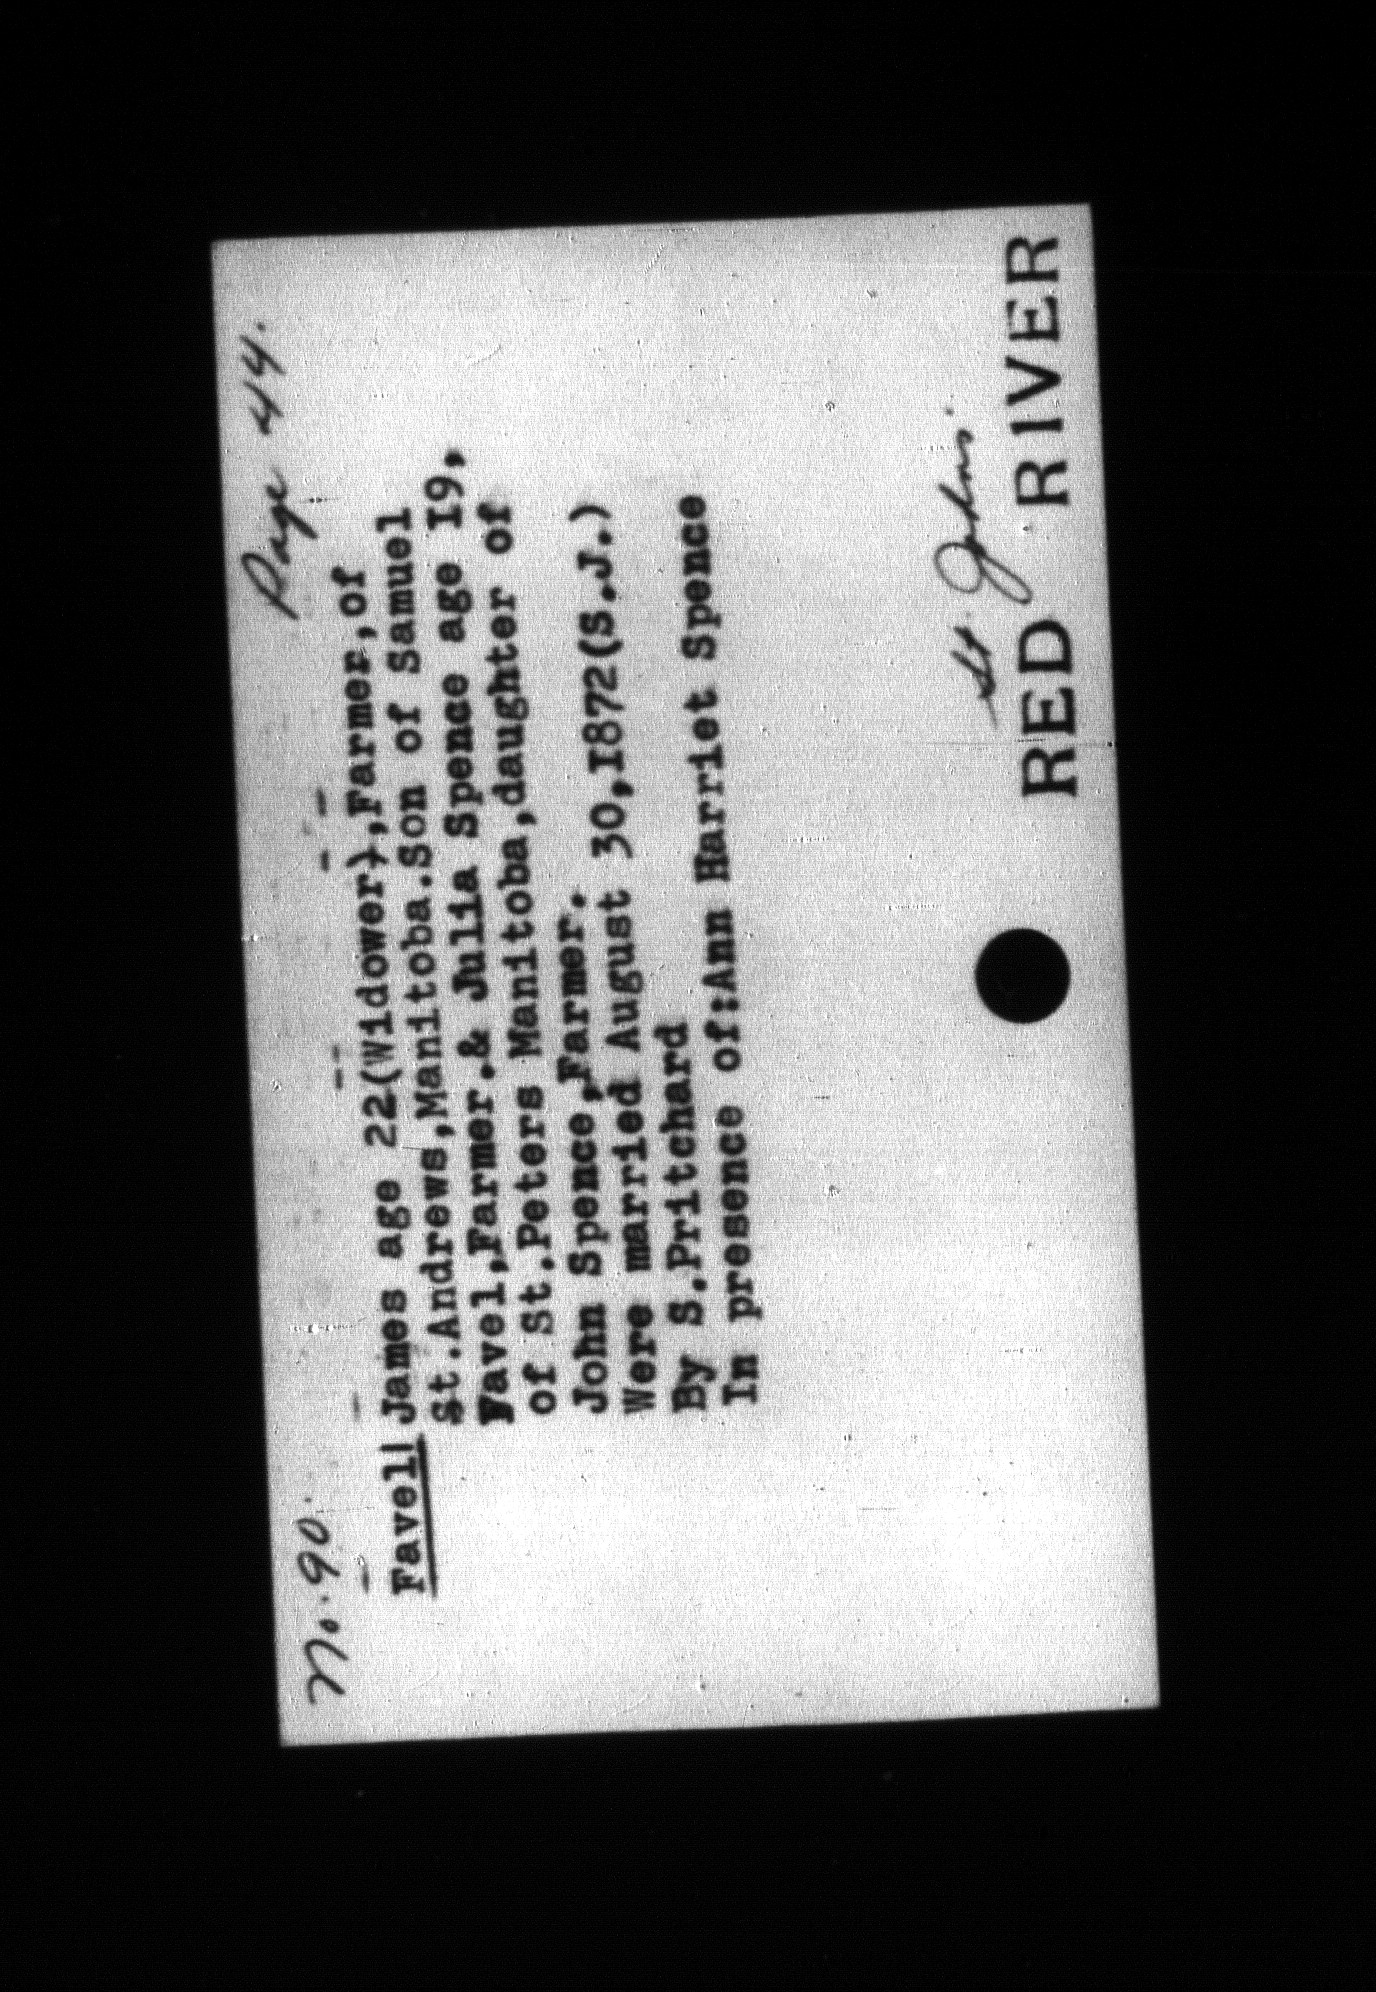 No. 90. Page 44.
Favell James age 22(Widower),Farmer,of
St.Andrews,Manitoba.Son of Samuel
Favel,Farmer.& Julia Spence age I9,
of St.Peters Manitoba,daughter of
John Spence,Farmer.
Were married August 30,I872(S.J.)
By S.Pritchard
In presence of:Ann Harriet Spence
St. Johns.
RED RIVER